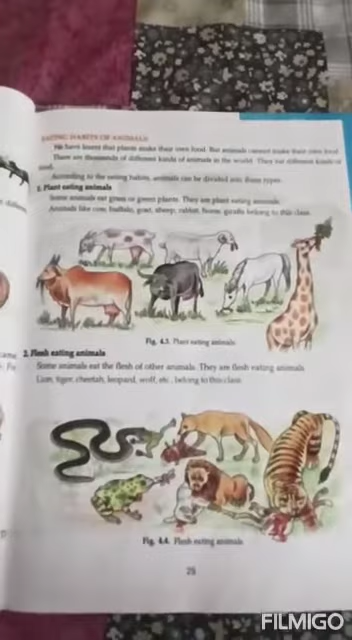 EATING HABITS OF ANIMALS
We have learnt that plants make their own food. But animals cannot make their own food.
There are thousands of different kinds of animals in the world. They eat different kinds of
food.
According to the eating habits, animals can be divided into three types.
1. Plant eating animals
Some animals eat grass or green plants. They are plant eating animals.
Animals like cow, buffalo, goat, sheep, rabbit, horse, giraffe belong to this class.
Fig. 4.3. Plant eating animals
2. Flesh eating animals
Some animals eat the flesh of other animals. They are flesh eating animals.
Lion, tiger, cheetah, leopard, wolf, etc., belong to this class.
Fig. 4.4. Flesh eating animals
FILMIGO